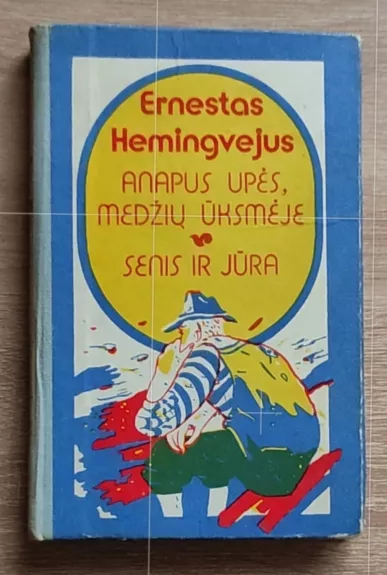 Ernestas
Hemingvejus
ANAPUS UPĖS,
MEDŽIŲ ŪKSMĖJE
SENIS IR JŪRA